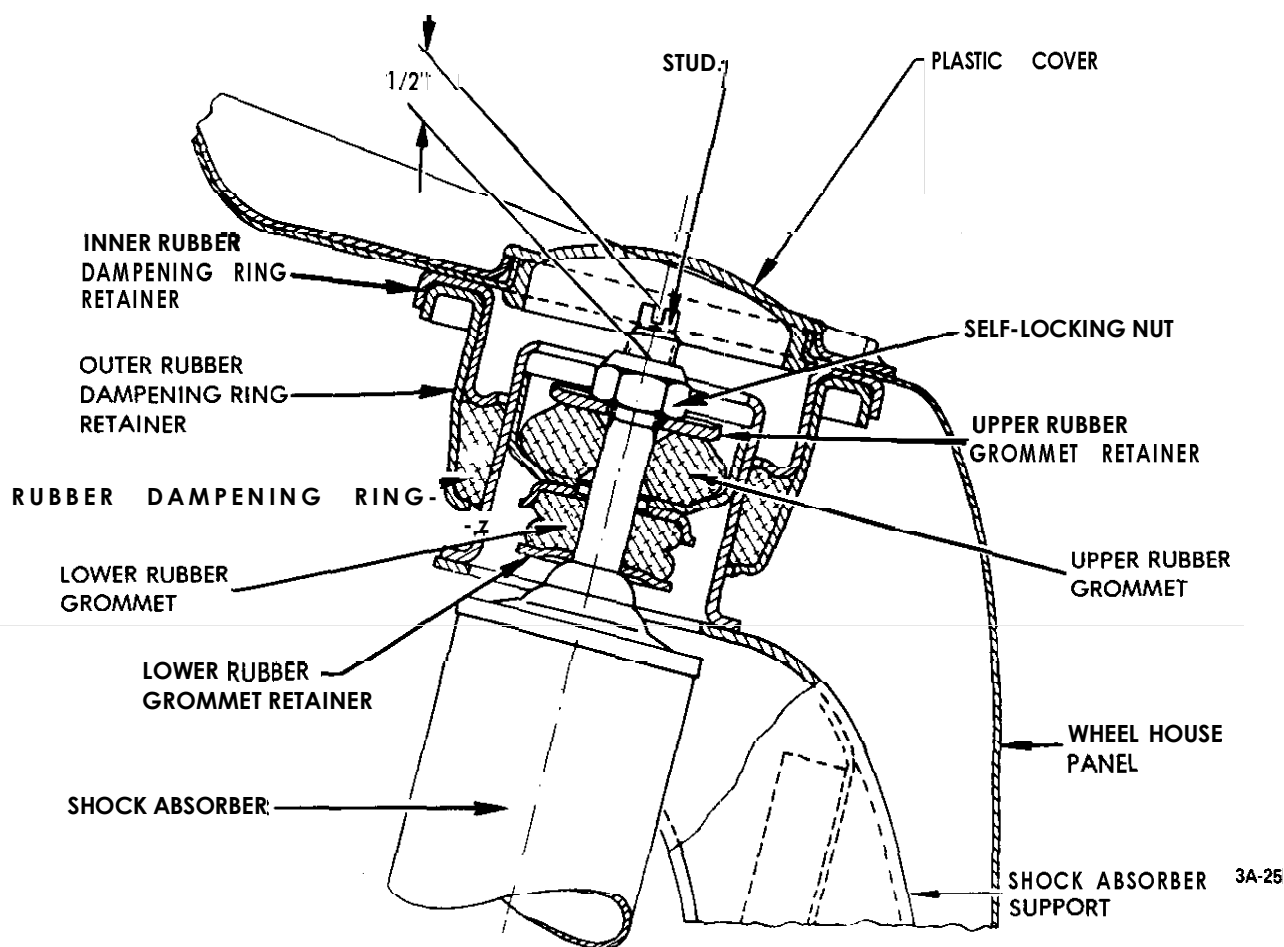 1/2"
STUD.
PLASTIC COVER
INNER RUBBER
DAMPENING RING
RETAINER
SELF-LOCKING NUT
OUTER RUBBER
DAMPENING RING
RETAINER
UPPER RUBBER
GROMMET RETAINER
RUBBER DAMPENING RING-
LOWER RUBBER
GROMMET
UPPER RUBBER
GROMMET
LOWER RUBBER
GROMMET RETAINER
WHEEL HOUSE
PANEL
SHOCK ABSORBER
SHOCK ABSORBER
SUPPORT
3A-25